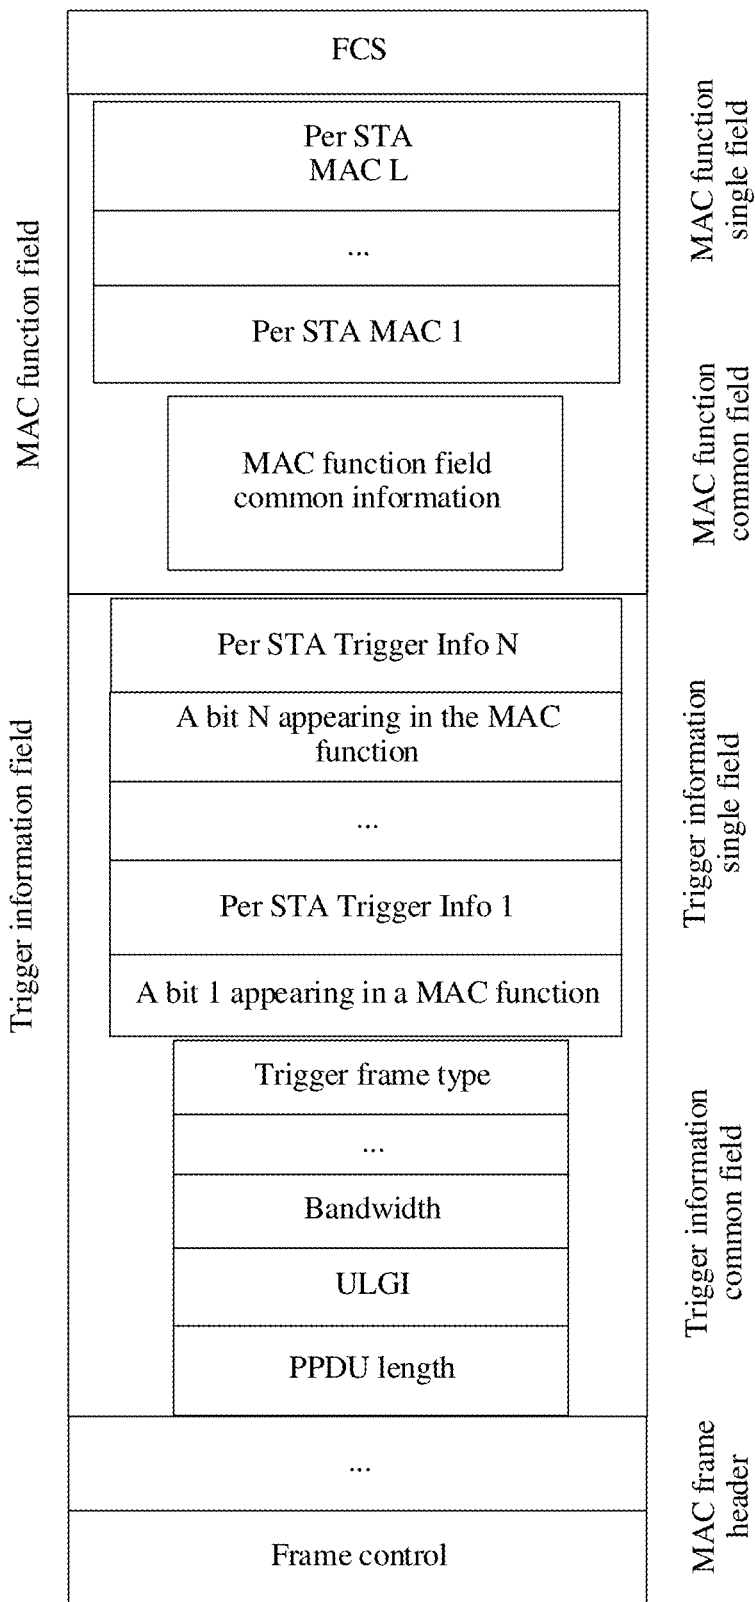 FCS
Per STA
MAC L
...
Per STA MAC 1
MAC function field
common information
MAC function field
MAC function
single field
MAC function
common field
Per STA Trigger Info N
A bit N appearing in the MAC
function
...
Per STA Trigger Info 1
A bit 1 appearing in a MAC function
Trigger frame type
...
Bandwidth
ULGI
PPDU length
Trigger information field
Trigger information
single field
Trigger information
common field
...
Frame control
MAC frame
header